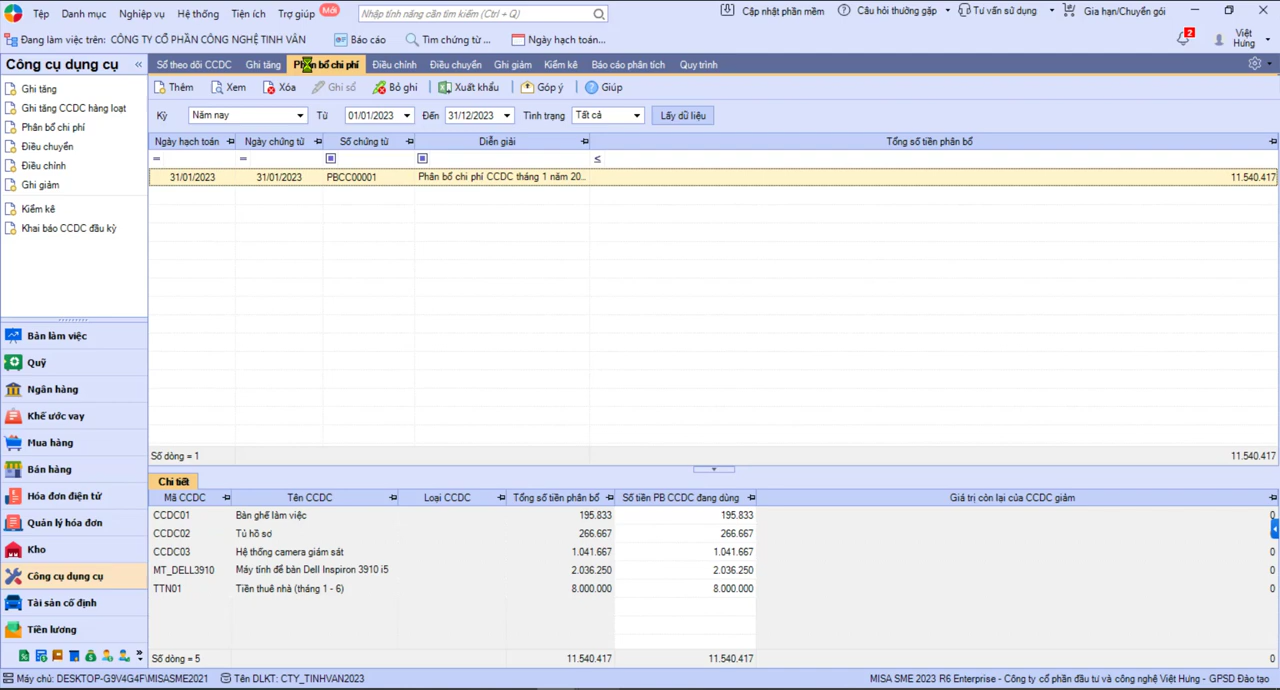 Tệp Danh mục Nghiệp vụ Hệ thống Tiện ích Trợ giúp Mới Nhập tính năng cần tìm kiếm (Ctrl + Q) Cập nhật phần mềm Câu hỏi thường gặp Tư vấn sử dụng Gia hạn/Chuyển gói
Đang làm việc trên: CÔNG TY CỔ PHẦN CÔNG NGHỆ TINH VÂN Báo cáo Tìm chứng từ ... Ngày hạch toán... 2 Việt Hưng
Công cụ dụng cụ « Sổ theo dõi CCDC Ghi tăng Phân bổ chi phí Điều chỉnh Điều chuyển Ghi giảm Kiểm kê Báo cáo phân tích Quy trình
Thêm Xem Xóa Ghi sổ Bỏ ghi Xuất khẩu Góp ý Giúp
Kỳ Năm nay Từ 01/01/2023 Đến 31/12/2023 Tình trạng Tất cả Lấy dữ liệu
Ghi tăng
Ghi tăng CCDC hàng loạt
Phân bổ chi phí
Điều chuyển
Điều chỉnh
Ghi giảm
Kiểm kê
Khai báo CCDC đầu kỳ
Ngày hạch toán Ngày chứng từ Số chứng từ Diễn giải Tổng số tiền phân bổ
= = ≤
31/01/2023 31/01/2023 PBCC00001 Phân bổ chi phí CCDC tháng 1 năm 20... 11.540.417
Số dòng = 1 11.540.417
Bàn làm việc
Quỹ
Ngân hàng
Khế ước vay
Mua hàng
Bán hàng
Hóa đơn điện tử
Quản lý hóa đơn
Kho
Công cụ dụng cụ
Tài sản cố định
Tiền lương
Chi tiết
Mã CCDC Tên CCDC Loại CCDC Tổng số tiền phân bổ Số tiền PB CCDC đang dùng Giá trị còn lại của CCDC giảm
CCDC01 Bàn ghế làm việc 195.833 195.833 0
CCDC02 Tủ hồ sơ 266.667 266.667 0
CCDC03 Hệ thống camera giám sát 1.041.667 1.041.667 0
MT_DELL3910 Máy tính để bàn Dell Inspiron 3910 i5 2.036.250 2.036.250 0
TTN01 Tiền thuê nhà (tháng 1 - 6) 8.000.000 8.000.000 0
Số dòng = 5 11.540.417 11.540.417 0
Máy chủ: DESKTOP-G9V4G4F\MISASME2021 Tên DLKT: CTY_TINHVAN2023 MISA SME 2023 R6 Enterprise - Công ty cổ phần đầu tư và công nghệ Việt Hưng - GPSD Đào tạo